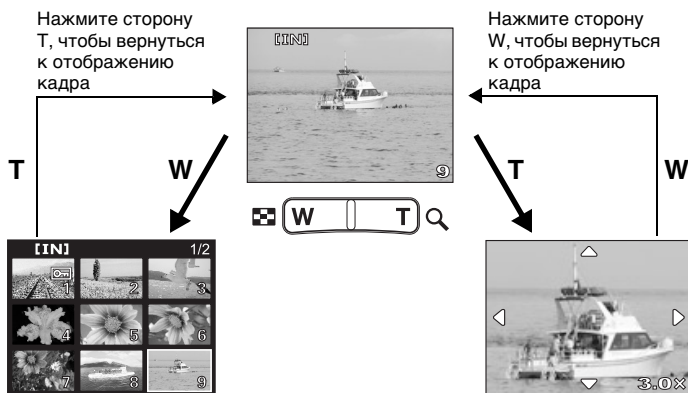 Нажмите сторону
T, чтобы вернуться
к отображению
кадра
[IN]
9
Нажмите сторону
W, чтобы вернуться
к отображению
кадра
T
W
T
W
W T
[IN] 1/2
1 2 3
4 5 6
7 8 9
3.0×